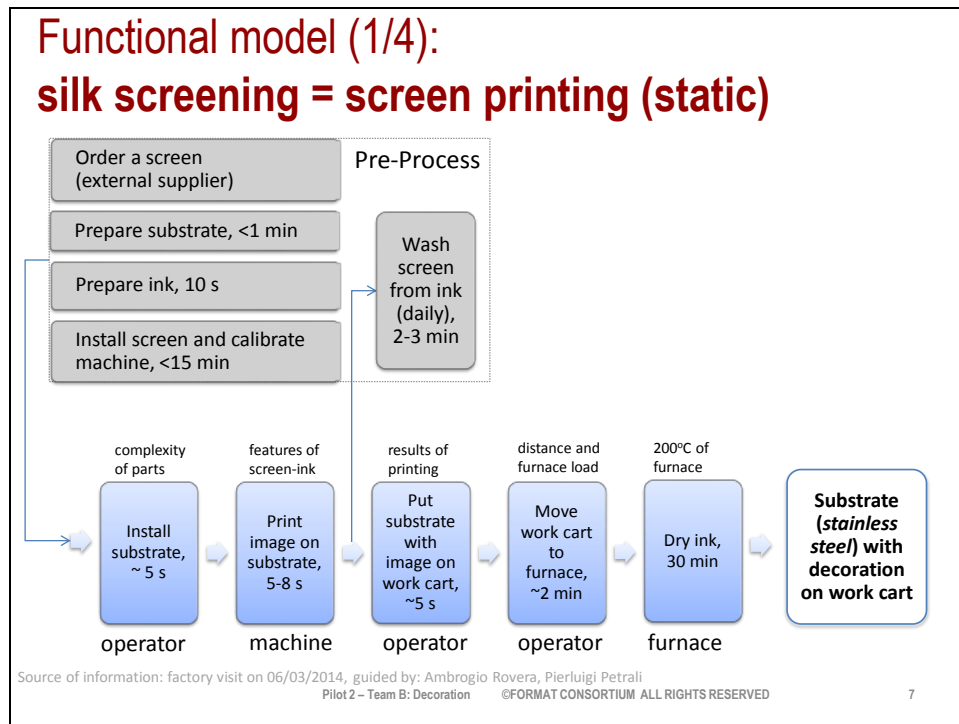 Functional model (1/4):
silk screening = screen printing (static)
Order a screen
(external supplier)
Pre-Process
Prepare substrate, <1 min
Prepare ink, 10 s
Install screen and calibrate
machine, <15 min
Wash
screen
from ink
(daily),
2-3 min
complexity
of parts
features of
screen-ink
results of
printing
distance and
furnace load
200°C of
furnace
Install
substrate,
~ 5 s
Print
image on
substrate,
5-8 s
Put
substrate
with
image on
work cart,
~5 s
Move
work cart
to
furnace,
~2 min
Dry ink,
30 min
Substrate
(stainless
steel) with
decoration
on work cart
operator
machine
operator
operator
furnace
Source of information: factory visit on 06/03/2014, guided by: Ambrogio Rovera, Pierluigi Petrali
Pilot 2 – Team B: Decoration ©FORMAT CONSORTIUM ALL RIGHTS RESERVED 7